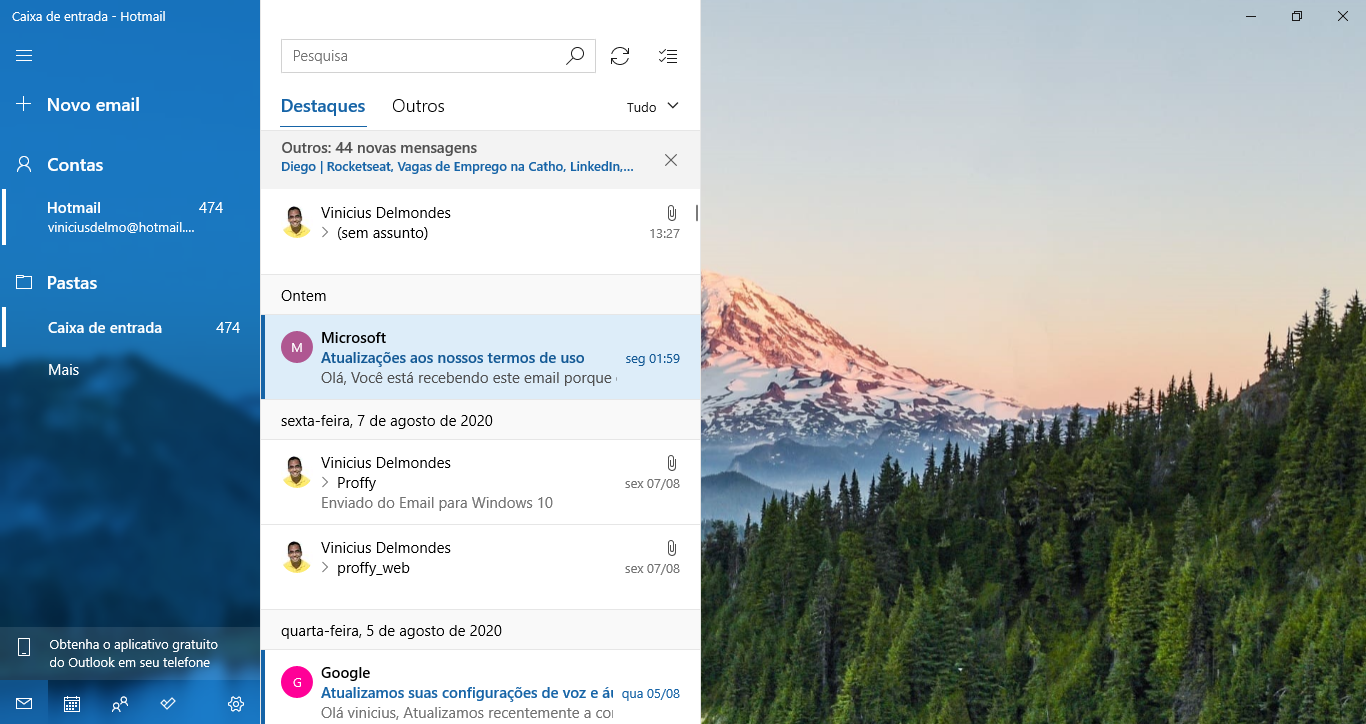 Caixa de entrada - Hotmail
Novo email
Contas
Hotmail 474
viniciusdelmo@hotmail....
Pastas
Caixa de entrada 474
Mais
Obtenha o aplicativo gratuito
do Outlook em seu telefone
Pesquisa
Destaques Outros Tudo
Outros: 44 novas mensagens
Diego | Rocketseat, Vagas de Emprego na Catho, LinkedIn,...
Vinicius Delmondes
(sem assunto) 13:27
Ontem
M
Microsoft
Atualizações aos nossos termos de uso seg 01:59
Olá, Você está recebendo este email porque
sexta-feira, 7 de agosto de 2020
Vinicius Delmondes
Proffy sex 07/08
Enviado do Email para Windows 10
Vinicius Delmondes
proffy_web sex 07/08
quarta-feira, 5 de agosto de 2020
G
Google
Atualizamos suas configurações de voz e qua 05/08
Olá vinicius, Atualizamos recentemente a